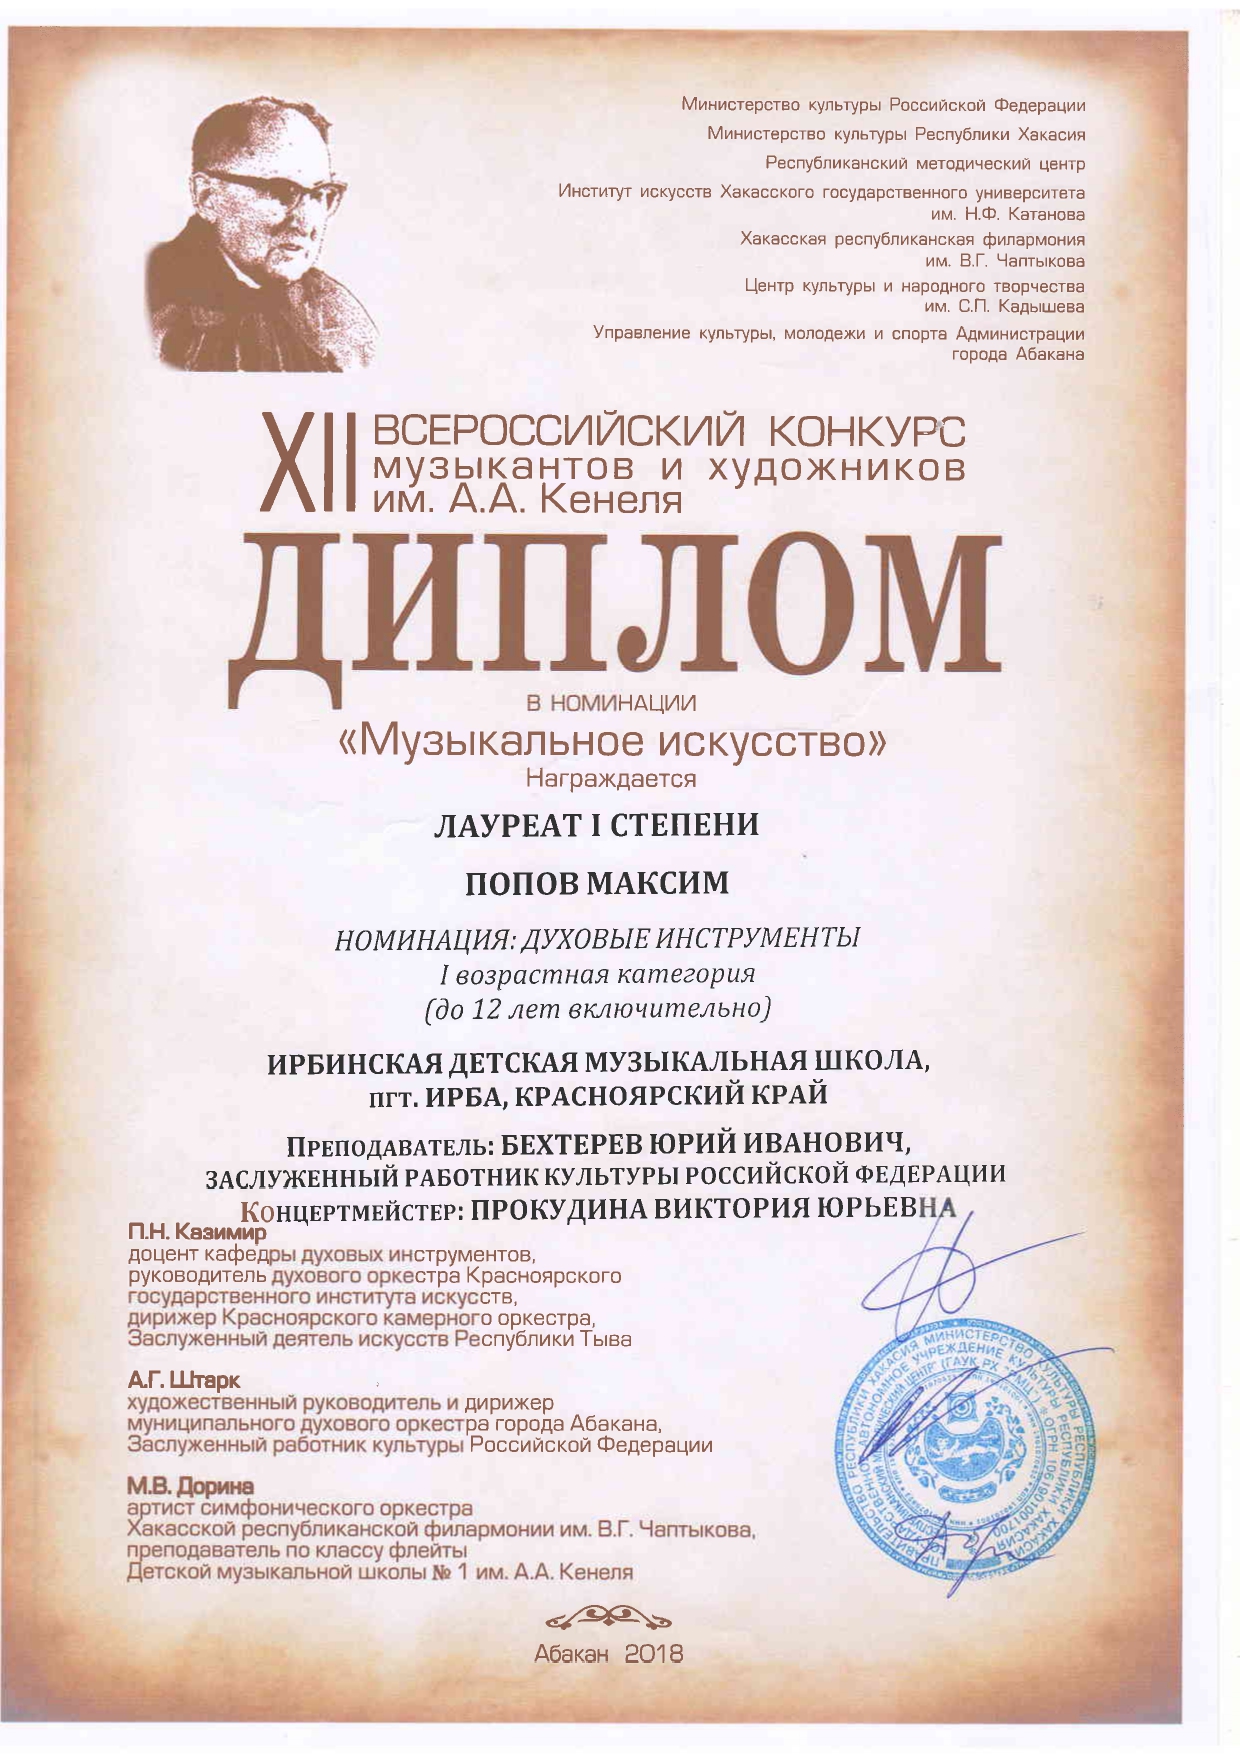 Министерство культуры Российской Федерации
Министерство культуры Республики Хакасия
Республиканский методический центр
Институт искусств Хакасского государственного университета
им. Н.Ф. Катанова
Хакасская республиканская филармония
им. В.Г. Чаптыкова
Центр культуры и народного творчества
им. С.П. Кадышева
Управление культуры, молодежи и спорта Администрации
города Абакана
XII ВСЕРОССИЙСКИЙ КОНКУРС
музыкантов и художников
им. А.А. Кенеля
ДИПЛОМ
В НОМИНАЦИИ
«Музыкальное искусство»
Награждается
ЛАУРЕАТ I СТЕПЕНИ
ПОПОВ МАКСИМ
НОМИНАЦИЯ: ДУХОВЫЕ ИНСТРУМЕНТЫ
I возрастная категория
(до 12 лет включительно)
ИРБИНСКАЯ ДЕТСКАЯ МУЗЫКАЛЬНАЯ ШКОЛА,
пгт. ИРБА, КРАСНОЯРСКИЙ КРАЙ
ПРЕПОДАВАТЕЛЬ: БЕХТЕРЕВ ЮРИЙ ИВАНОВИЧ,
ЗАСЛУЖЕННЫЙ РАБОТНИК КУЛЬТУРЫ РОССИЙСКОЙ ФЕДЕРАЦИИ
КОНЦЕРТМЕЙСТЕР: ПРОКУДИНА ВИКТОРИЯ ЮРЬЕВНА
П.Н. Казимир
доцент кафедры духовых инструментов,
руководитель духового оркестра Красноярского
государственного института искусств,
дирижер Красноярского камерного оркестра,
Заслуженный деятель искусств Республики Тыва
А.Г. Штарк
художественный руководитель и дирижер
муниципального духового оркестра города Абакана,
Заслуженный работник культуры Российской Федерации
М.В. Дорина
артист симфонического оркестра
Хакасской республиканской филармонии им. В.Г. Чаптыкова,
преподаватель по классу флейты
Детской музыкальной школы № 1 им. А.А. Кенеля
Абакан 2018